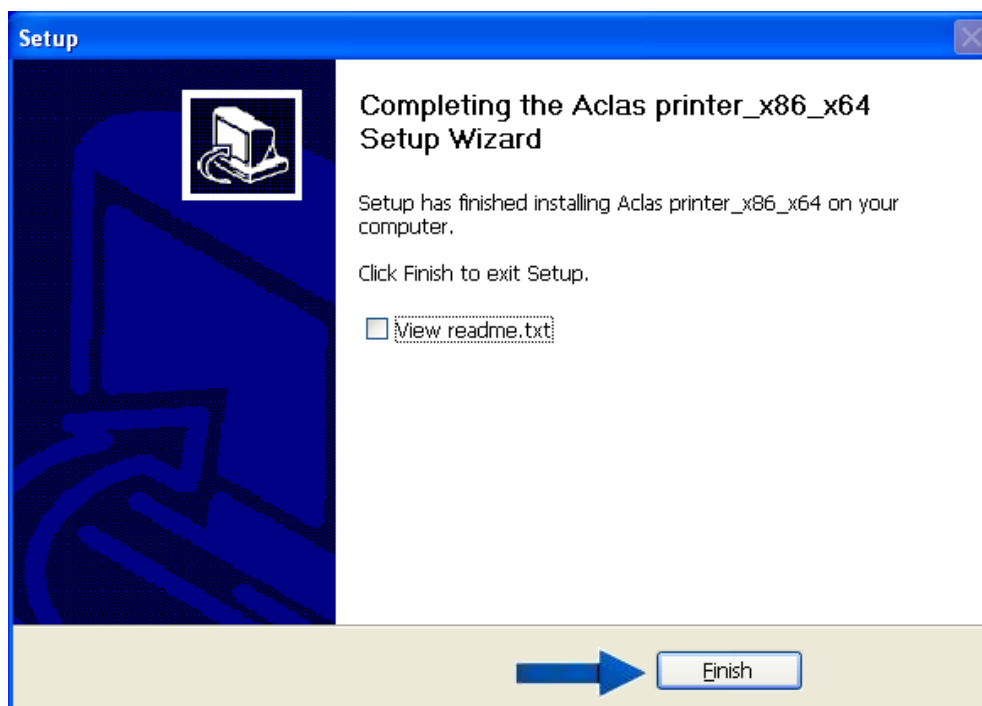 Setup
Completing the Aclas printer_x86_x64
Setup Wizard
Setup has finished installing Aclas printer_x86_x64 on your
computer.
Click Finish to exit Setup.
View readme.txt
Finish